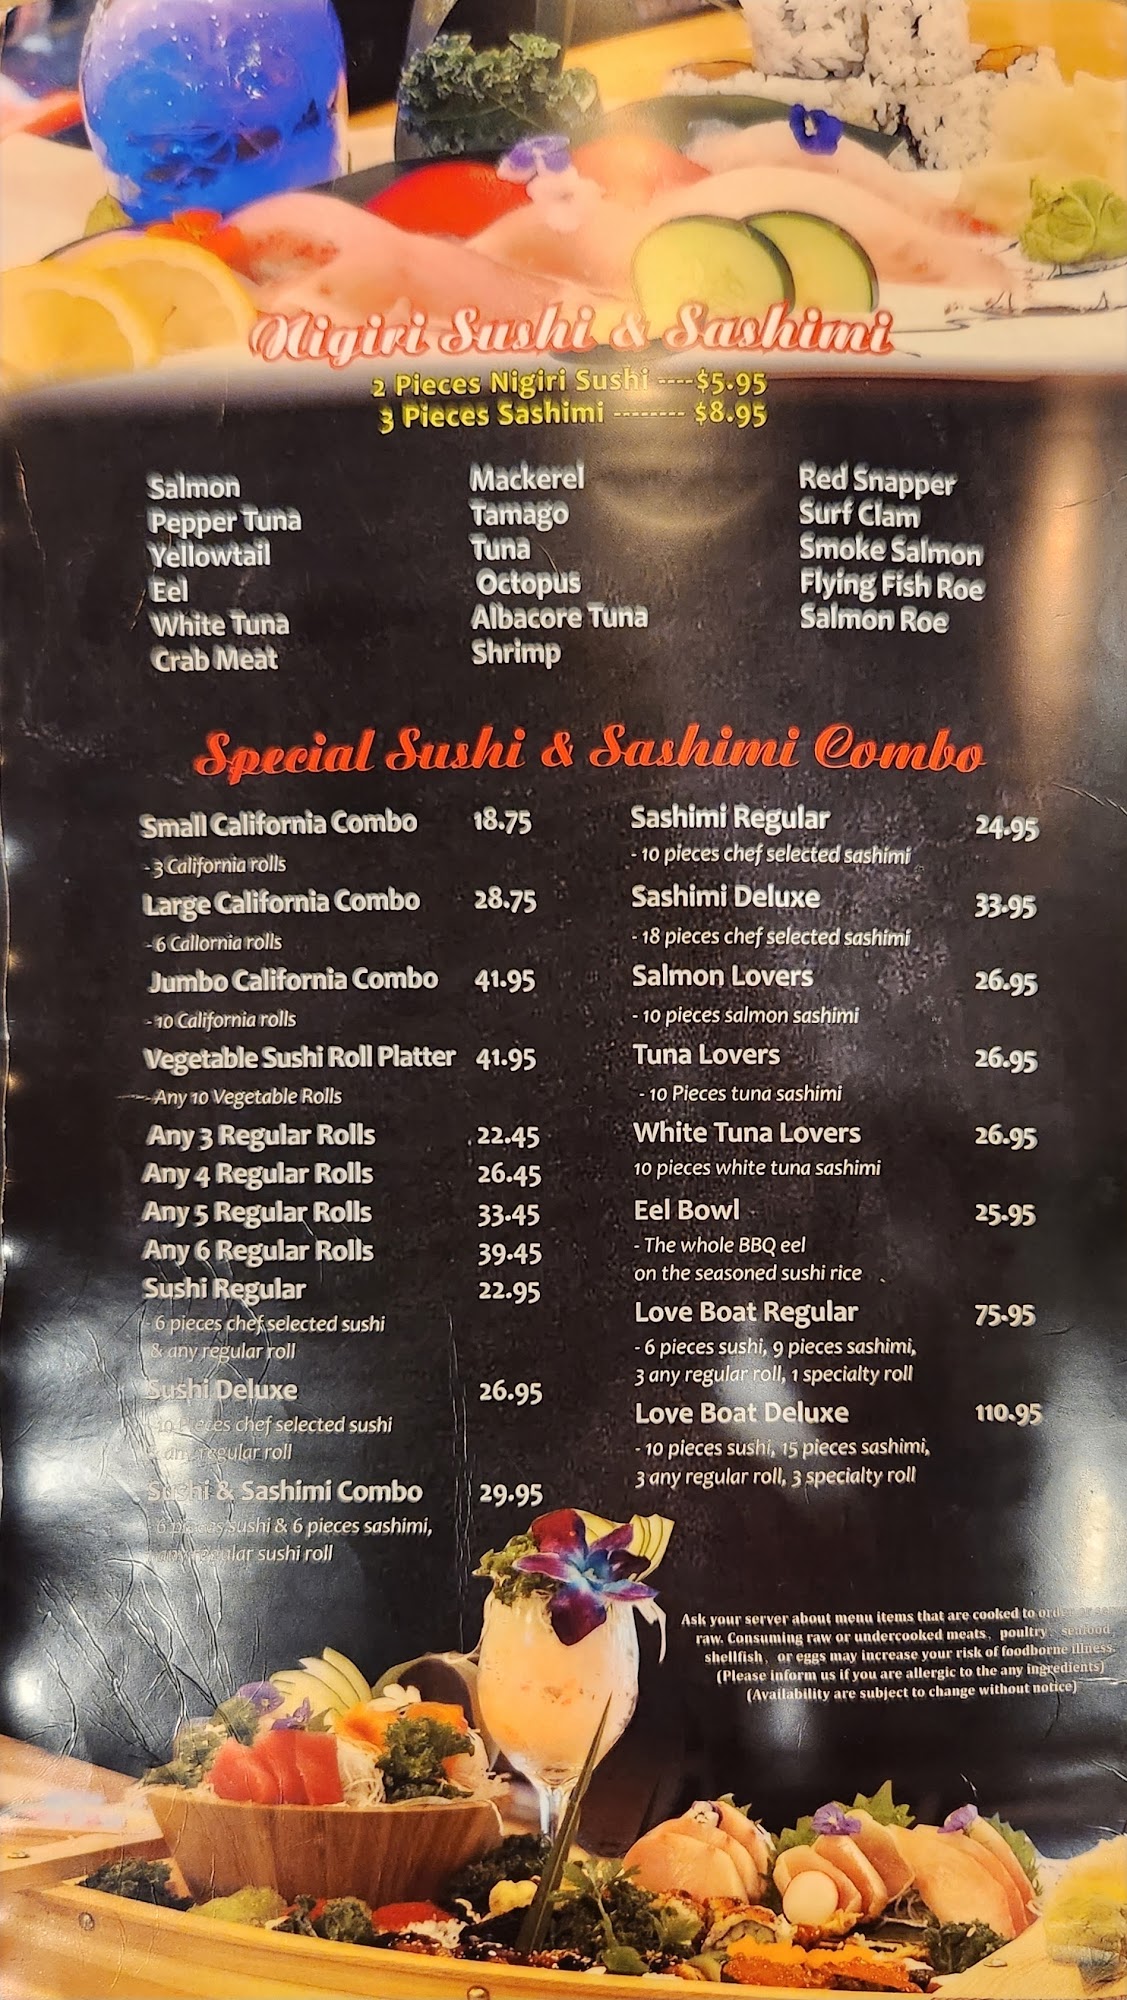 Nigiri Sushi & Sashimi
2 Pieces Nigiri Sushi ----$5.95
3 Pieces Sashimi -------- $8.95
Salmon
Pepper Tuna
Yellowtail
Eel
White Tuna
Crab Meat
Mackerel
Tamago
Tuna
Octopus
Albacore Tuna
Shrimp
Red Snapper
Surf Clam
Smoke Salmon
Flying Fish Roe
Salmon Roe
Special Sushi & Sashimi Combo
Small California Combo 18.75
- 3 California rolls
Large California Combo 28.75
- 6 Callornia rolls
Jumbo California Combo 41.95
- 10 California rolls
Vegetable Sushi Roll Platter 41.95
- Any 10 Vegetable Rolls
Any 3 Regular Rolls 22.45
Any 4 Regular Rolls 26.45
Any 5 Regular Rolls 33.45
Any 6 Regular Rolls 39.45
Sushi Regular 22.95
- 6 pieces chef selected sushi
& any regular roll
Sushi Deluxe 26.95
- 10 Pieces chef selected sushi
& any regular roll
Sushi & Sashimi Combo 29.95
- 6 pieces sushi & 6 pieces sashimi,
any regular sushi roll
Sashimi Regular 24.95
- 10 pieces chef selected sashimi
Sashimi Deluxe 33.95
- 18 pieces chef selected sashimi
Salmon Lovers 26.95
- 10 pieces salmon sashimi
Tuna Lovers 26.95
- 10 Pieces tuna sashimi
White Tuna Lovers 26.95
10 pieces white tuna sashimi
Eel Bowl 25.95
- The whole BBQ eel
on the seasoned sushi rice
Love Boat Regular 75.95
- 6 pieces sushi, 9 pieces sashimi,
3 any regular roll, 1 specialty roll
Love Boat Deluxe 110.95
- 10 pieces sushi, 15 pieces sashimi,
3 any regular roll, 3 specialty roll
Ask your server about menu items that are cooked to order or
raw. Consuming raw or undercooked meats, poultry, seafood,
shellfish, or eggs may increase your risk of foodborne illness.
(Please inform us if you are allergic to the any ingredients)
(Availability are subject to change without notice)